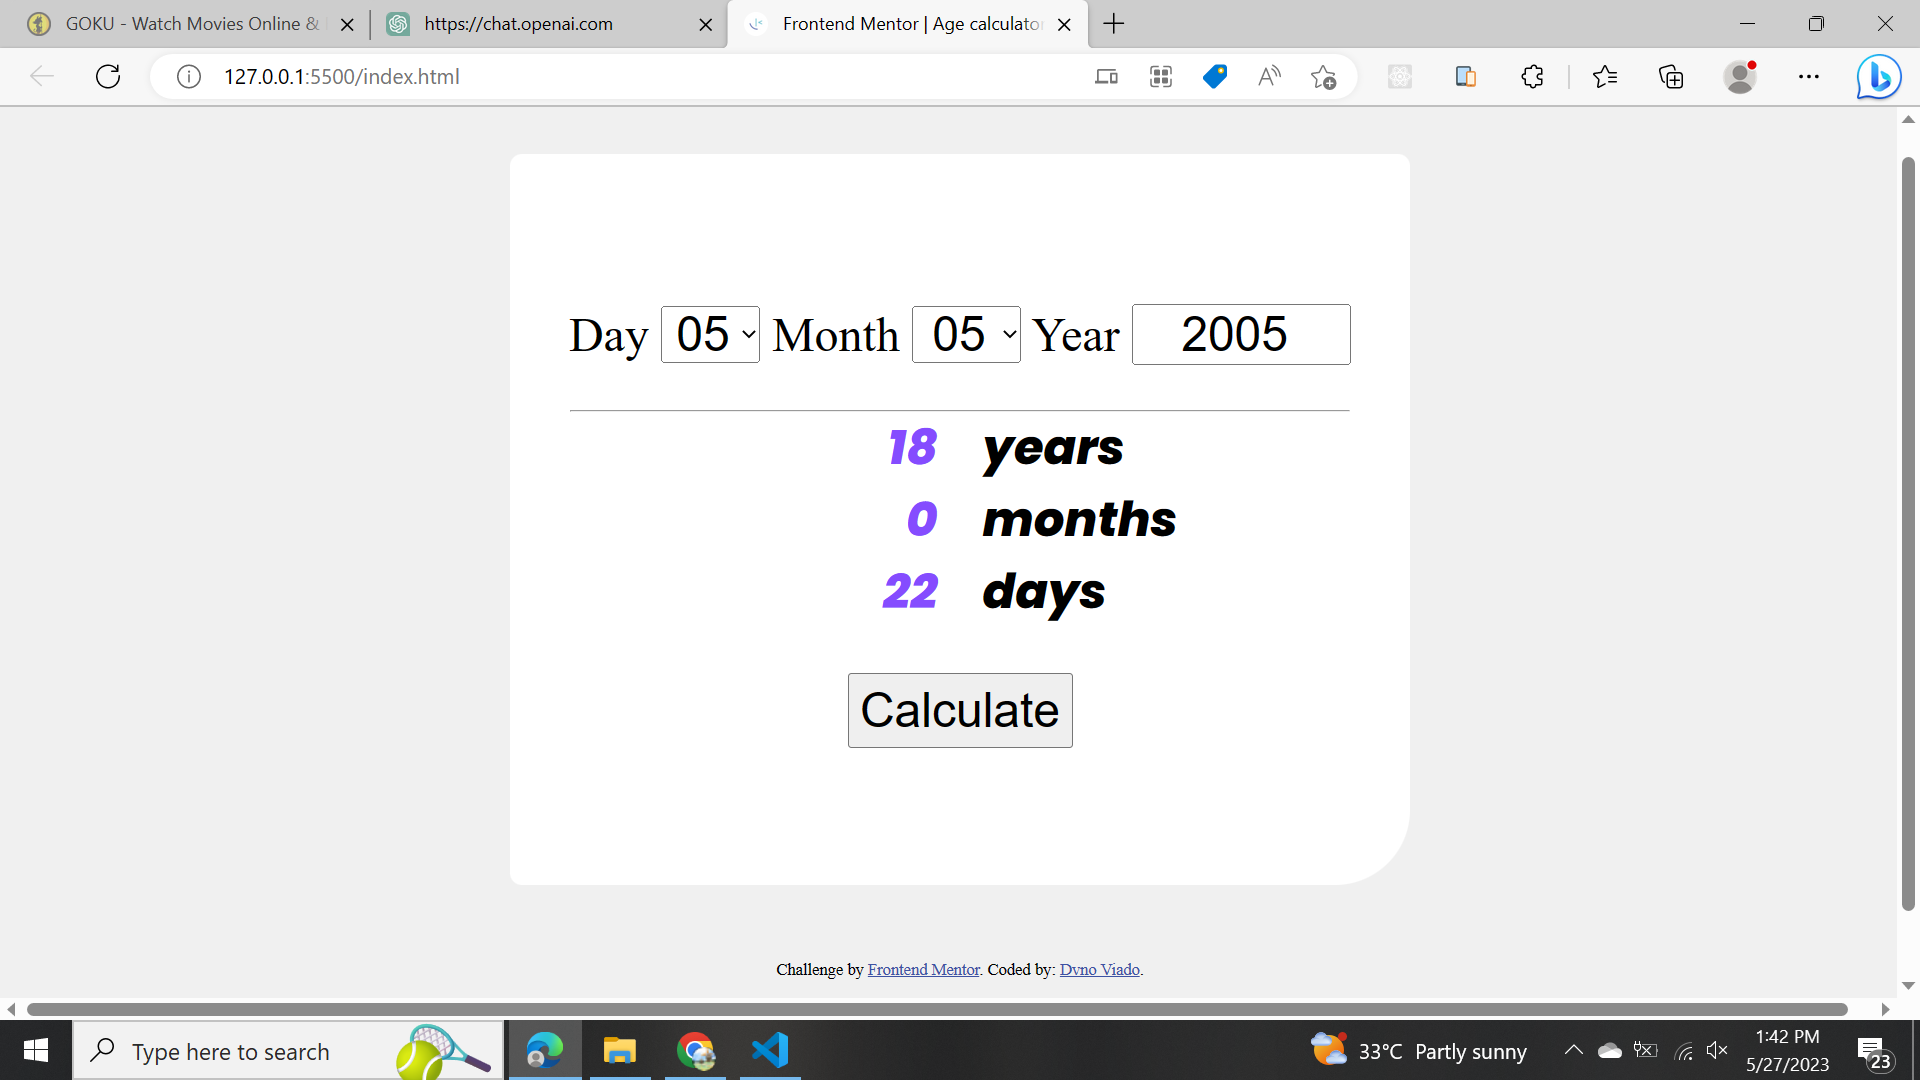 GOKU - Watch Movies Online &
https://chat.openai.com
Frontend Mentor | Age calculator
127.0.0.1:5500/index.html
Day 05 Month 05 Year 2005
18 years
0 months
22 days
Calculate
Challenge by Frontend Mentor. Coded by: Dyno Viado.
Type here to search
33°C Partly sunny
1:42 PM
5/27/2023
23